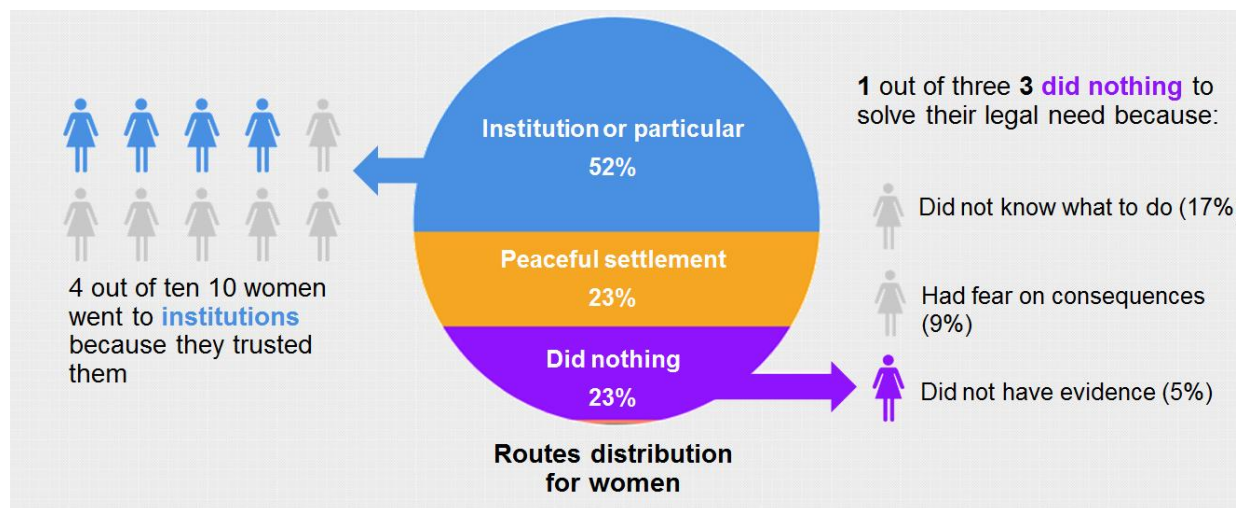 4 out of ten 10 women
went to institutions
because they trusted
them
Institution or particular
52%
Peaceful settlement
23%
Did nothing
23%
Routes distribution
for women
1 out of three 3 did nothing to
solve their legal need because:
Did not know what to do (17%
Had fear on consequences
(9%)
Did not have evidence (5%)